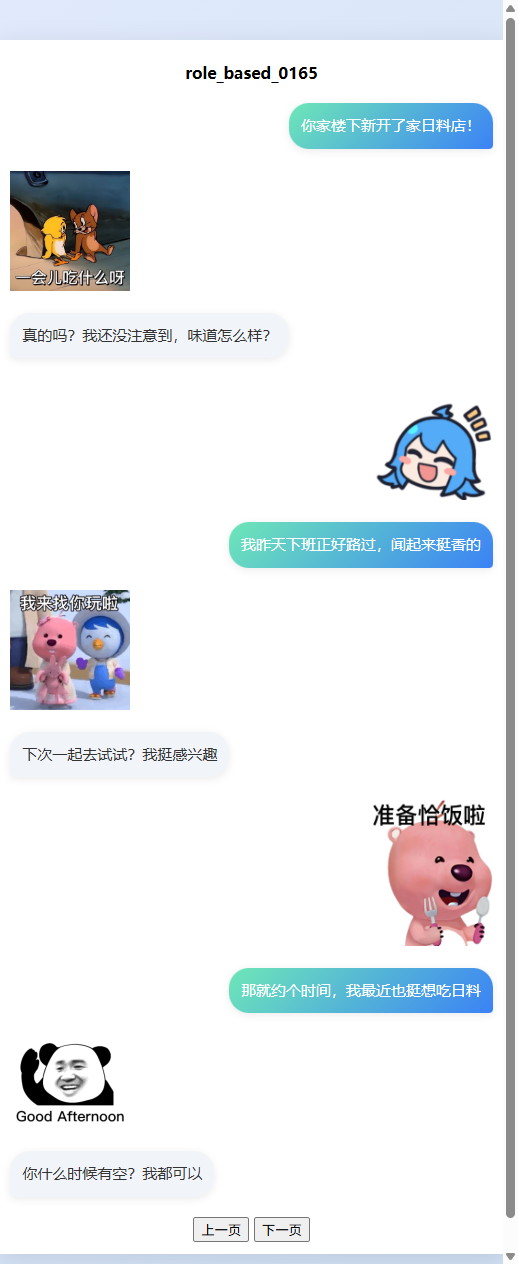 role_based_0165
你家楼下新开了家日料店！
一会儿吃什么呀
真的吗？我还没注意到，味道怎么样？
我昨天下班正好路过，闻起来挺香的
我来找你玩啦
下次一起去试试？我挺感兴趣
准备恰饭啦
那就约个时间，我最近也挺想吃日料
Good Afternoon
你什么时候有空？我都可以
上一页 下一页